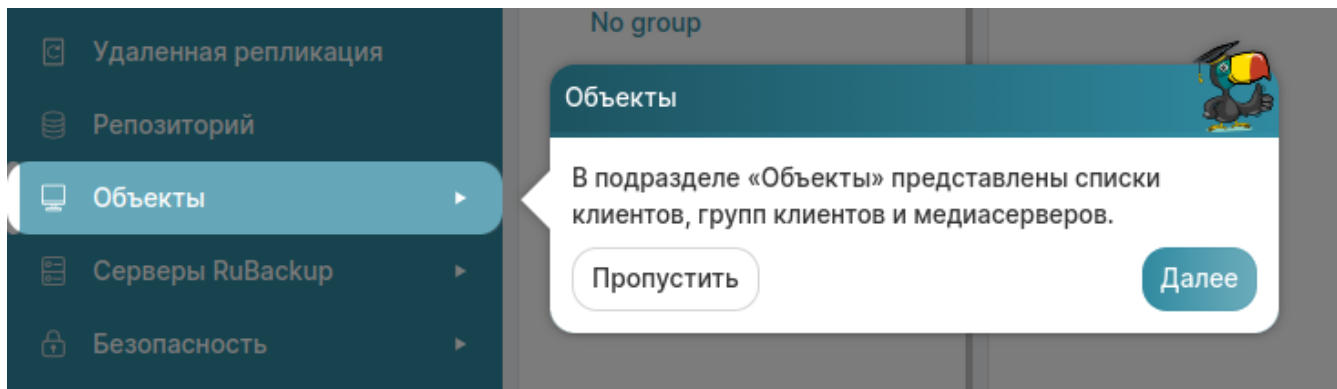 No group
Удаленная репликация
Репозиторий
Объекты
Серверы RuBackup
Безопасность
Объекты
В подразделе «Объекты» представлены списки
клиентов, групп клиентов и медиасерверов.
Пропустить
Далее